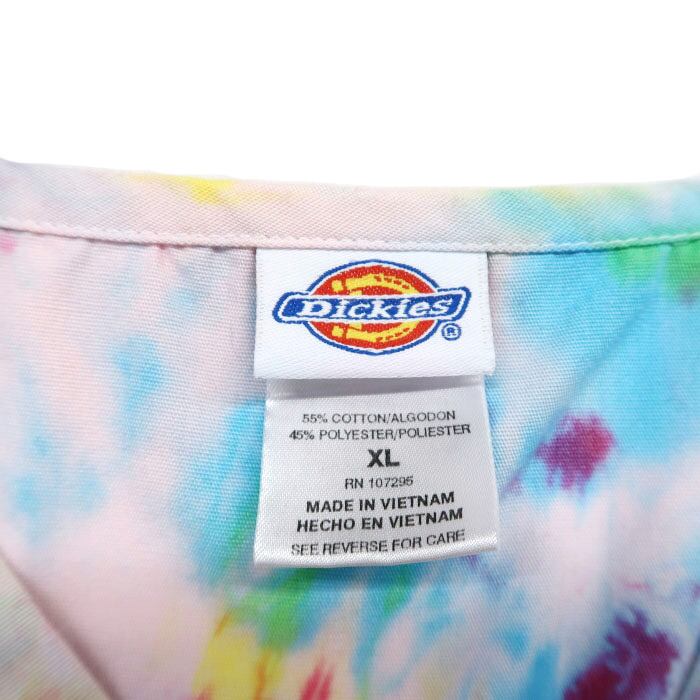 Dickies®
55% COTTON/ALGODON
45% POLYESTER/POLIESTER
XL
RN 107295
MADE IN VIETNAM
HECHO EN VIETNAM
SEE REVERSE FOR CARE